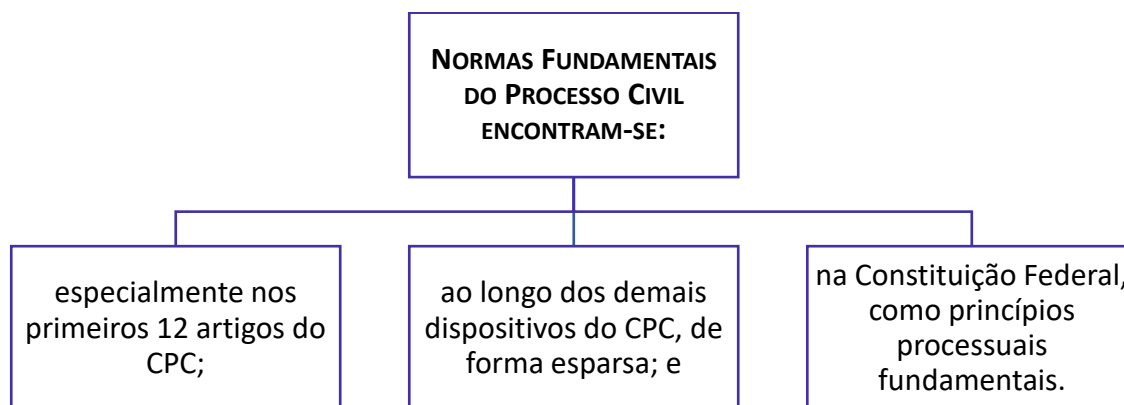 NORMAS FUNDAMENTAIS
DO PROCESSO CIVIL
ENCONTRAM-SE:
especialmente nos
primeiros 12 artigos do
CPC;
ao longo dos demais
dispositivos do CPC, de
forma esparsa; e
na Constituição Federal,
como princípios
processuais
fundamentais.